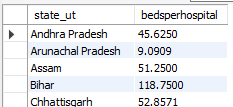 state_ut bedsperhospital
Andhra Pradesh 45.6250
Arunachal Pradesh 9.0909
Assam 51.2500
Bihar 118.7500
Chhattisgarh 52.8571